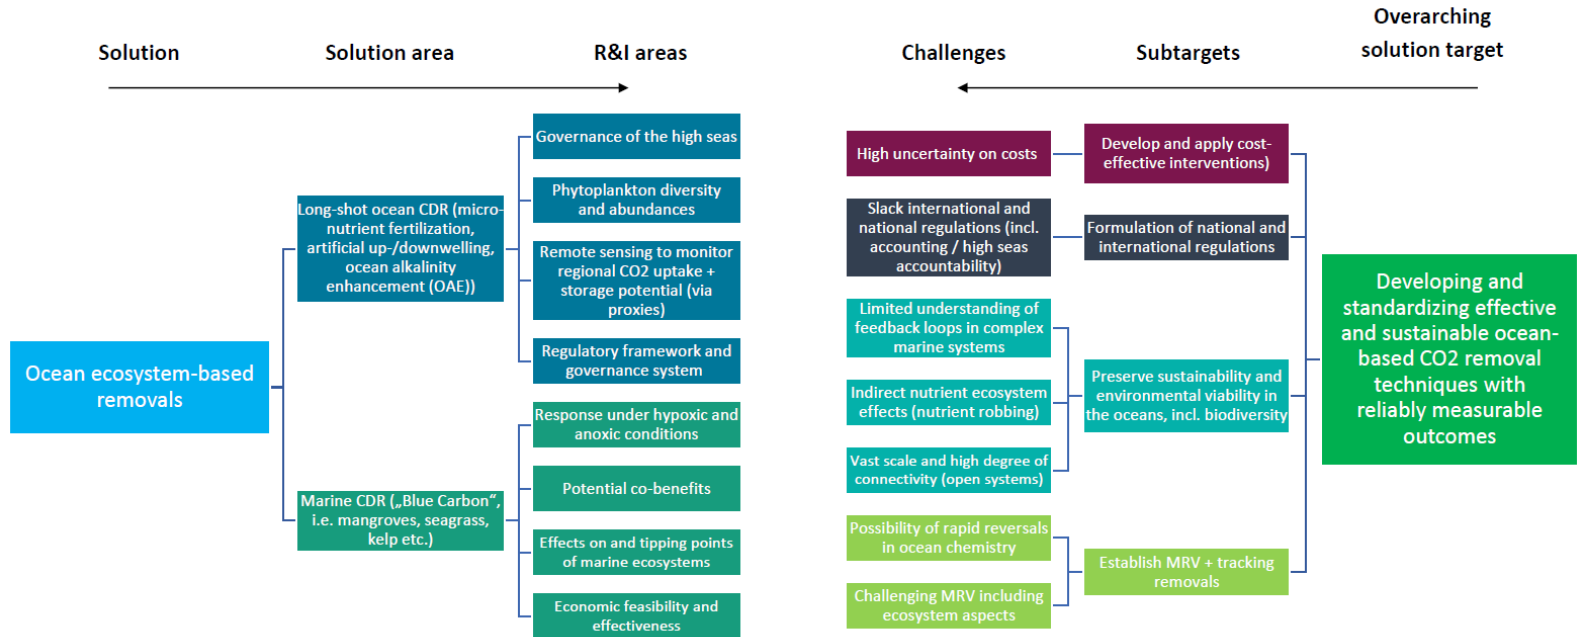 Solution
Solution area
R&I areas
Challenges
Subtargets
Overarching
solution target
Ocean ecosystem-based
removals
Long-shot ocean CDR (micro-
nutrient fertilization,
artificial up-/downwelling,
ocean alkalinity
enhancement (OAE))
Marine CDR („Blue Carbon“,
i.e. mangroves, seagrass,
kelp etc.)
Governance of the high seas
Phytoplankton diversity
and abundances
Remote sensing to monitor
regional CO2 uptake +
storage potential (via
proxies)
Regulatory framework and
governance system
Response under hypoxic and
anoxic conditions
Potential co-benefits
Effects on and tipping points
of marine ecosystems
Economic feasibility and
effectiveness
High uncertainty on costs
Slack international and
national regulations (incl.
accounting / high seas
accountability)
Limited understanding of
feedback loops in complex
marine systems
Indirect nutrient ecosystem
effects (nutrient robbing)
Vast scale and high degree of
connectivity (open systems)
Possibility of rapid reversals
in ocean chemistry
Challenging MRV including
ecosystem aspects
Develop and apply cost-
effective interventions)
Formulation of national and
international regulations
Preserve sustainability and
environmental viability in
the oceans, incl. biodiversity
Establish MRV + tracking
removals
Developing and
standardizing effective
and sustainable ocean-
based CO2 removal
techniques with
reliably measurable
outcomes